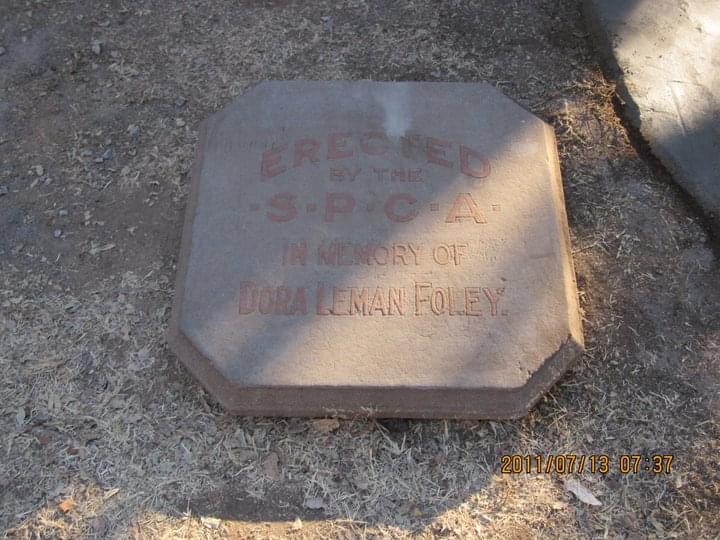 ERECTED
BY THE
· S · P · C · A ·
IN MEMORY OF
DORA LEMAN FOLEY.
2011/07/13 07:37